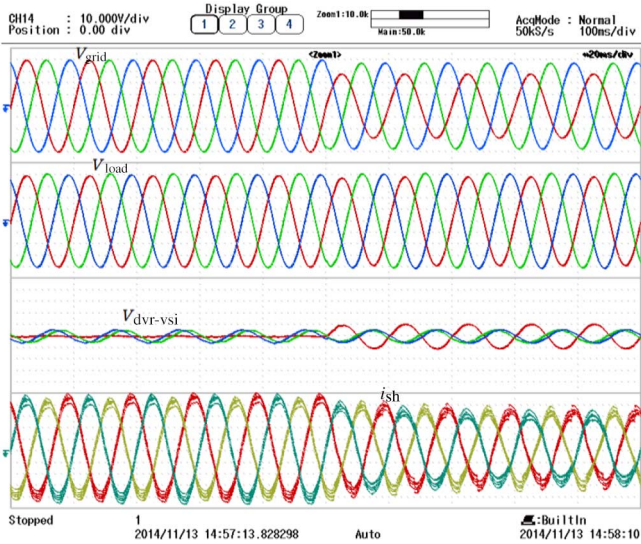 CH14 : 10.000V/div
Position : 0.00 div
Display Group
1 2 3 4
Zoom1:10.0k
Main:50.0k
AcqMode : Normal
50kS/s 100ms/div
Vgrid
<Zoom1>
20ms/div
Vload
Vdvr-vsi
ish
Stopped 1
2014/11/13 14:57:13.828298 Auto
:BuiltIn
2014/11/13 14:58:10